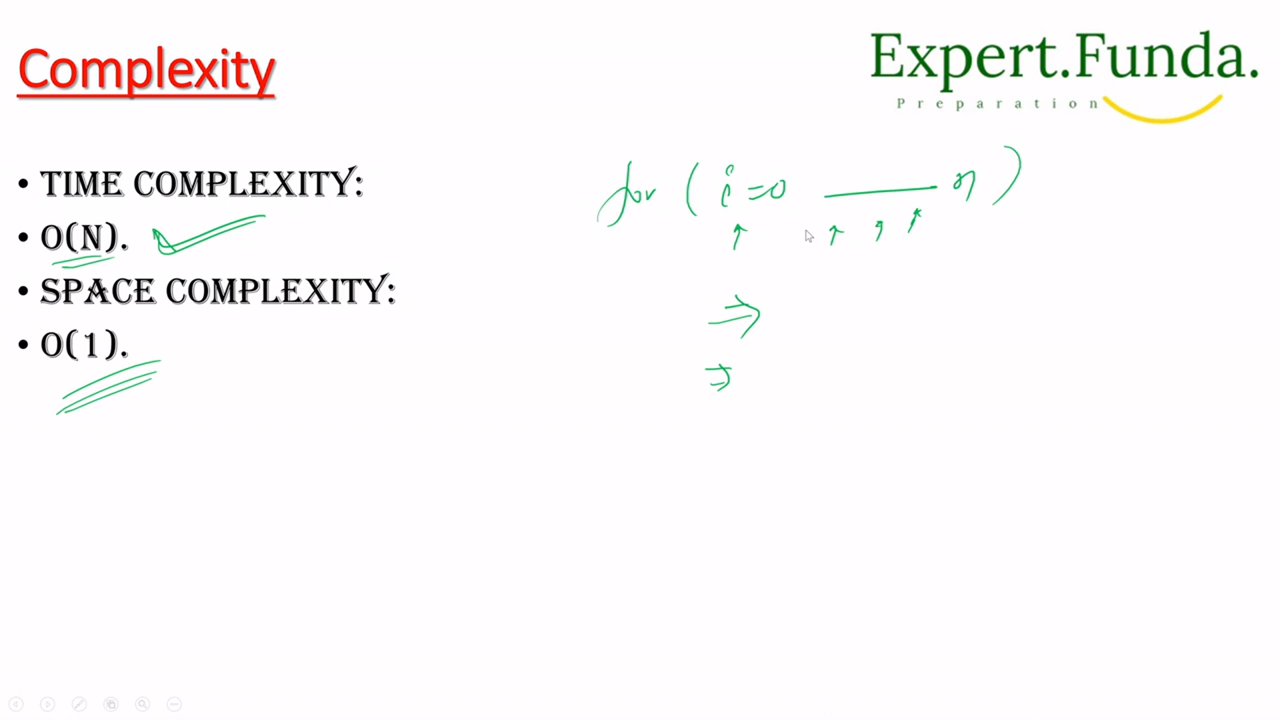 Complexity
Expert.Funda.
Preparation
• TIME COMPLEXITY:
• O(N).
• SPACE COMPLEXITY:
• O(1).
for ( i=0 ——— n )